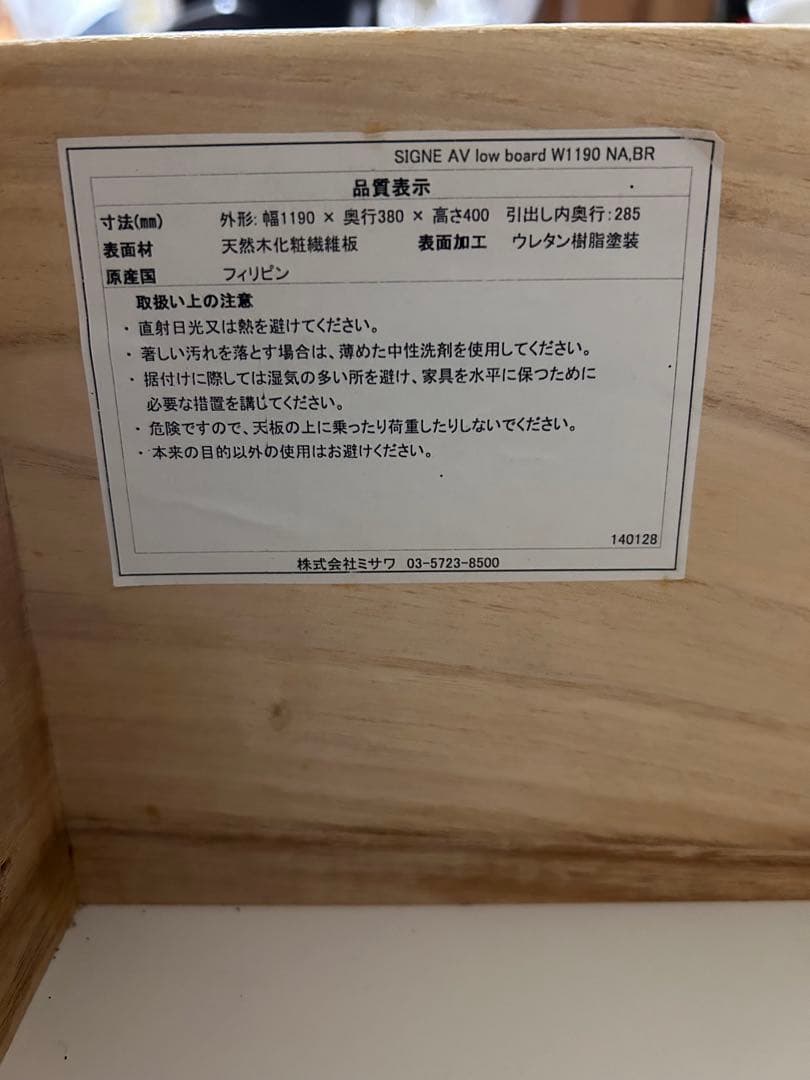 SIGNE AV low board W1190 NA,BR
品質表示
寸法(mm) 外形: 幅1190 × 奥行380 × 高さ400 引出し内奥行:285
表面材 天然木化粧繊維板 表面加工 ウレタン樹脂塗装
原産国 フィリピン
取扱い上の注意
・直射日光又は熱を避けてください。
・著しい汚れを落とす場合は、薄めた中性洗剤を使用してください。
・据付けに際しては湿気の多い所を避け、家具を水平に保つために
必要な措置を講じてください。
・危険ですので、天板の上に乗ったり荷重したりしないでください。
・本来の目的以外の使用はお避けください。
140128
株式会社ミサワ 03-5723-8500